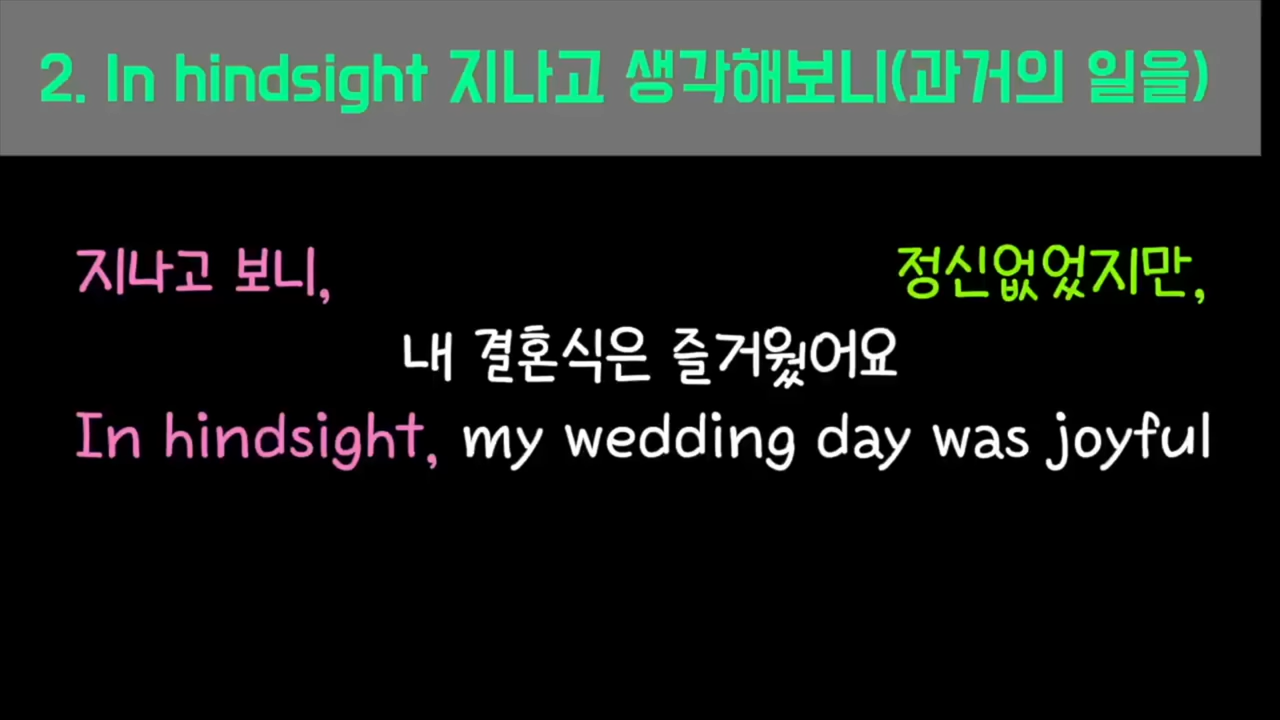 2. In hindsight 지나고 생각해보니(과거의 일을)
지나고 보니, 정신없었지만,
내 결혼식은 즐거웠어요
In hindsight, my wedding day was joyful